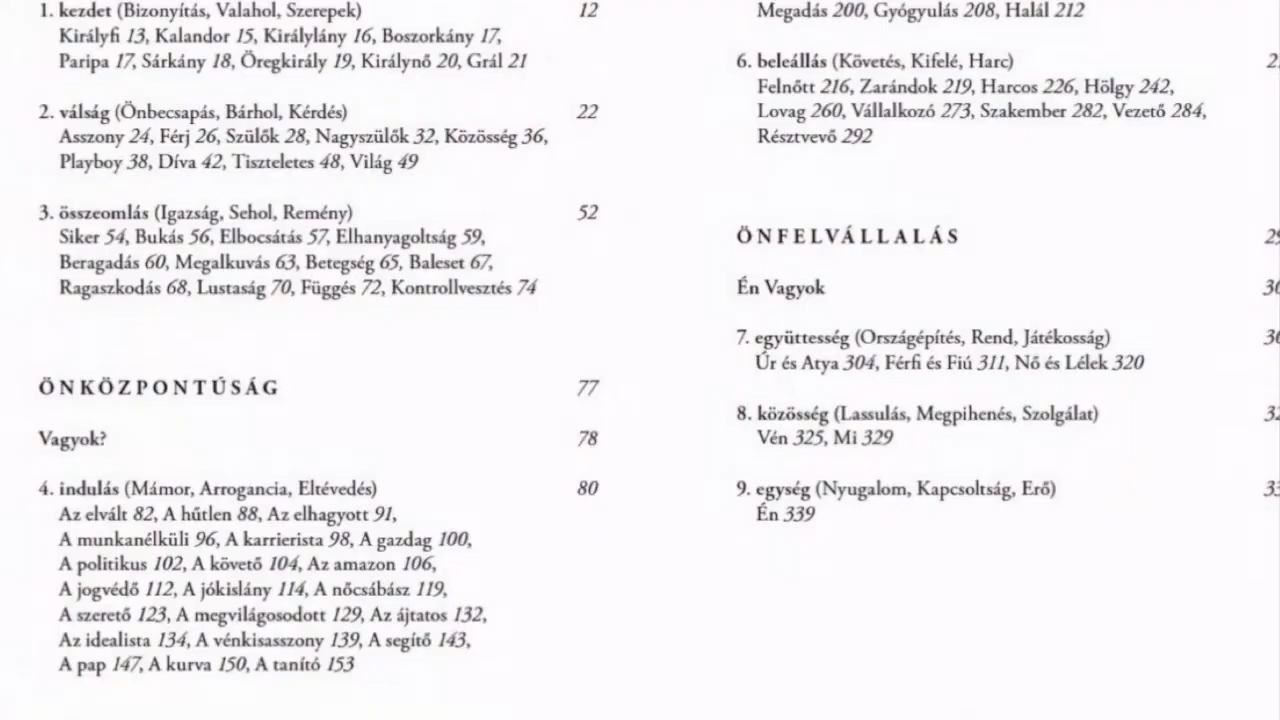 1. kezdet (Bizonyítás, Valahol, Szerepek) 12
Királyfi 13, Kalandor 15, Királylány 16, Boszorkány 17,
Paripa 17, Sárkány 18, Öregkirály 19, Királynő 20, Grál 21
2. válság (Önbecsapás, Bárhol, Kérdés) 22
Asszony 24, Férj 26, Szülők 28, Nagyszülők 32, Közösség 36,
Playboy 38, Díva 42, Tiszteletes 48, Világ 49
3. összeomlás (Igazság, Sehol, Remény) 52
Siker 54, Bukás 56, Elbocsátás 57, Elhanyagoltság 59,
Beragadás 60, Megalkuvás 63, Betegség 65, Baleset 67,
Ragaszkodás 68, Lustaság 70, Függés 72, Kontrollvesztés 74
ÖNKÖZPONTÚSÁG 77
Vagyok? 78
4. indulás (Mámor, Arrogancia, Eltévedés) 80
Az elvált 82, A hűtlen 88, Az elhagyott 91,
A munkanélküli 96, A karrierista 98, A gazdag 100,
A politikus 102, A követő 104, Az amazon 106,
A jogvédő 112, A jókislány 114, A nőcsábász 119,
A szerető 123, A megvilágosodott 129, Az ájtatos 132,
Az idealista 134, A vénkisasszony 139, A segítő 143,
A pap 147, A kurva 150, A tanító 153
Megadás 200, Gyógyulás 208, Halál 212
6. beleállás (Követés, Kifelé, Harc)
Felnőtt 216, Zarándok 219, Harcos 226, Hölgy 242,
Lovag 260, Vállalkozó 273, Szakember 282, Vezető 284,
Résztvevő 292
ÖNFELVÁLLALÁS
Én Vagyok
7. együttesség (Országépítés, Rend, Játékosság)
Úr és Atya 304, Férfi és Fiú 311, Nő és Lélek 320
8. közösség (Lassulás, Megpihenés, Szolgálat)
Vén 325, Mi 329
9. egység (Nyugalom, Kapcsoltság, Erő)
Én 339